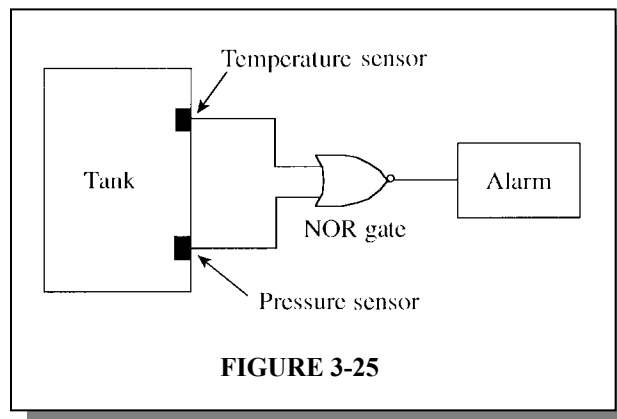 Temperature sensor
Tank
Alarm
NOR gate
Pressure sensor
FIGURE 3-25